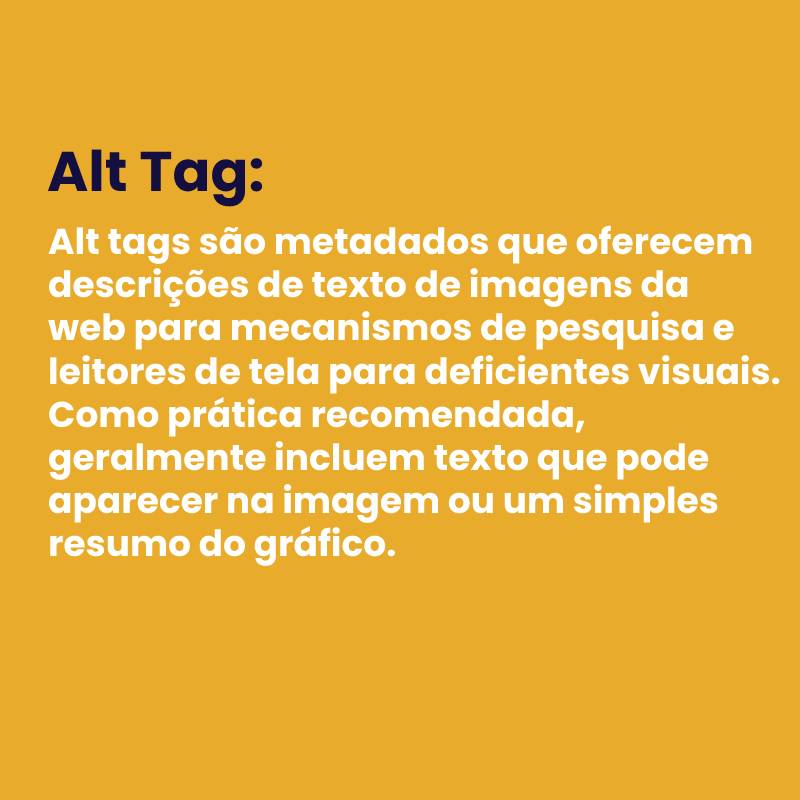 Alt Tag:
Alt tags são metadados que oferecem
descrições de texto de imagens da
web para mecanismos de pesquisa e
leitores de tela para deficientes visuais.
Como prática recomendada,
geralmente incluem texto que pode
aparecer na imagem ou um simples
resumo do gráfico.